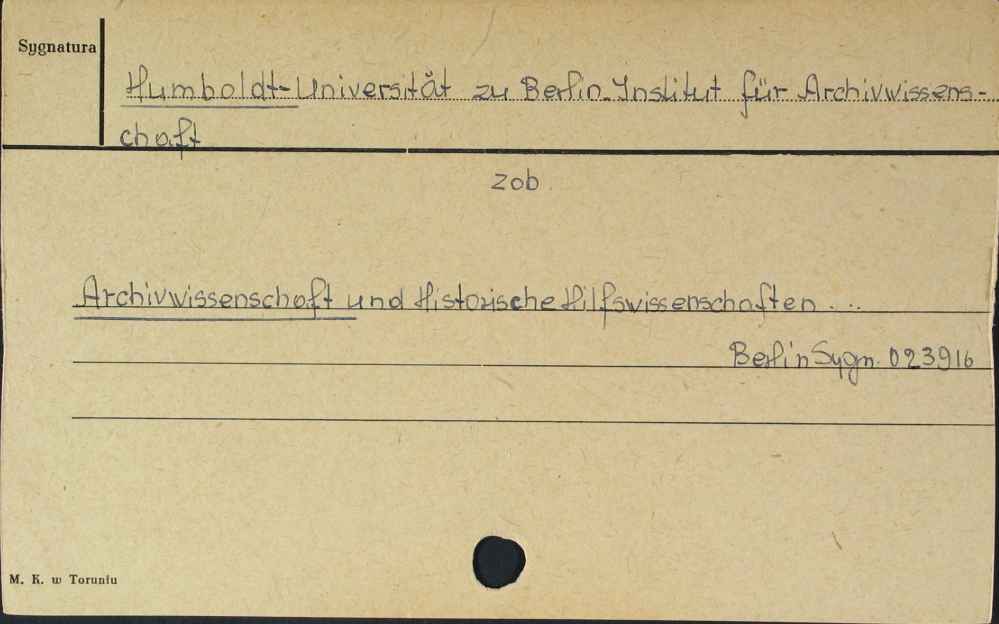 Sygnatura
Humboldt-Universität zu Berlin. Institut für Archivwissens-
chaft
zob.
Archivwissenschaft und Historische Hilfswissenschaften ...
Berlin Sygn. 023916
M. K. w Toruniu